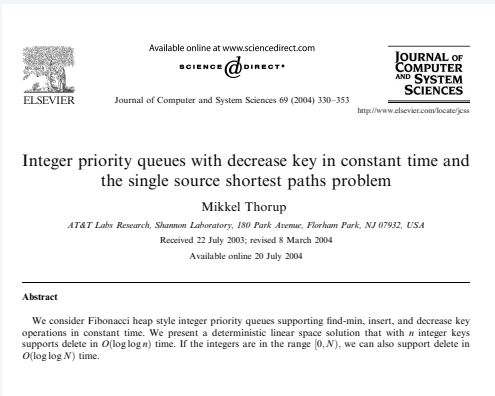 Available online at www.sciencedirect.com
SCIENCE @ DIRECT•
JOURNAL OF
COMPUTER
AND SYSTEM
SCIENCES
ELSEVIER
Journal of Computer and System Sciences 69 (2004) 330–353
http://www.elsevier.com/locate/jcss
Integer priority queues with decrease key in constant time and
the single source shortest paths problem
Mikkel Thorup
AT&T Labs Research, Shannon Laboratory, 180 Park Avenue, Florham Park, NJ 07932, USA
Received 22 July 2003; revised 8 March 2004
Available online 20 July 2004
Abstract
We consider Fibonacci heap style integer priority queues supporting find-min, insert, and decrease key
operations in constant time. We present a deterministic linear space solution that with n integer keys
supports delete in O(log log n) time. If the integers are in the range [0, N), we can also support delete in
O(log log N) time.